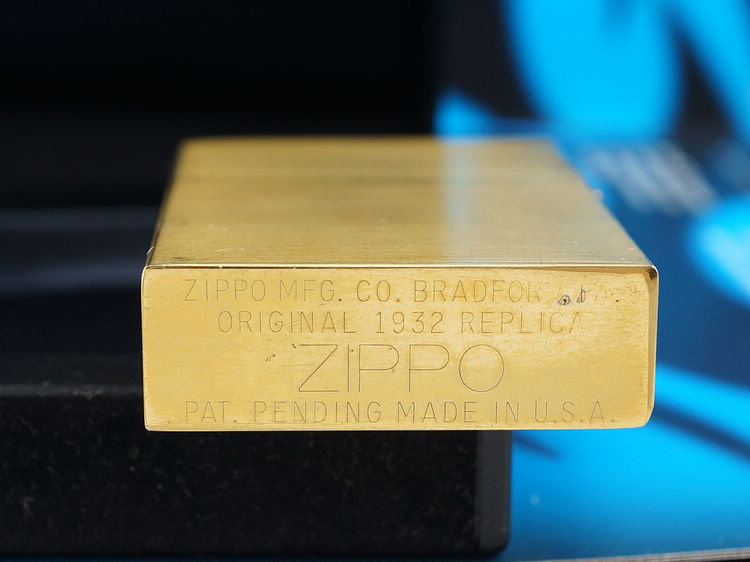 ZIPPO MFG. CO. BRADFOR
ORIGINAL 1932 REPLICA
ZIPPO
PAT. PENDING MADE IN U.S.A.